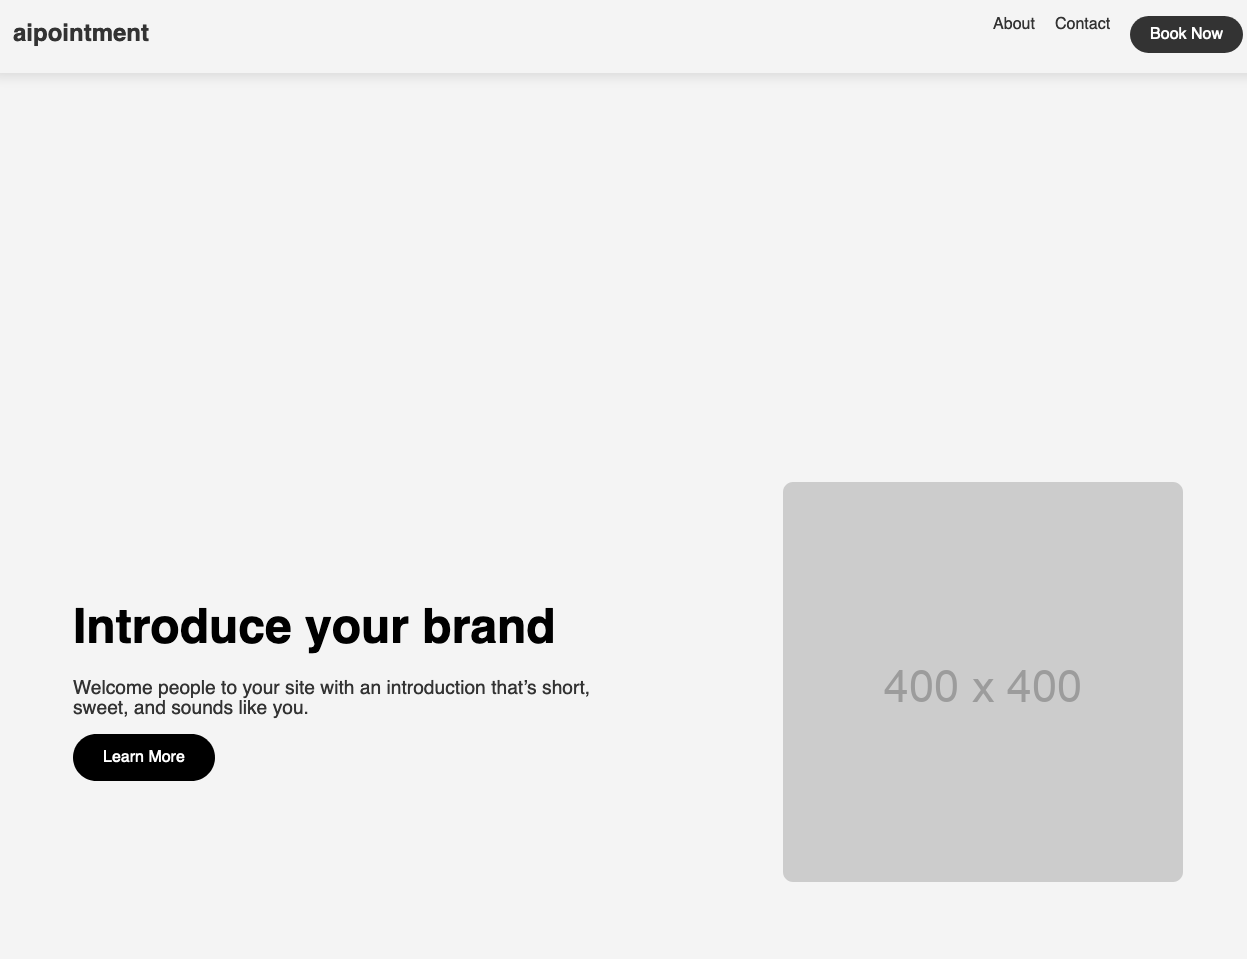 aipointment
About
Contact
Book Now
Introduce your brand
Welcome people to your site with an introduction that’s short,
sweet, and sounds like you.
Learn More
400 x 400